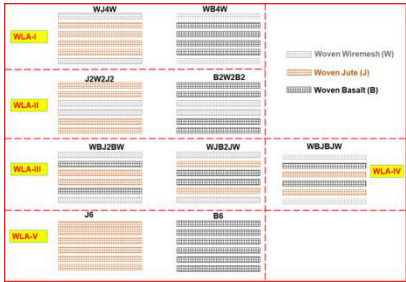 WJ4W WB4W
WLA-I
Woven Wiremesh (W)
Woven Jute (J)
Woven Basalt (B)
J2W2J2 B2W2B2
WLA-II
WBJ2BW WJB2JW WBJBJW
WLA-III WLA-IV
J6 B6
WLA-V